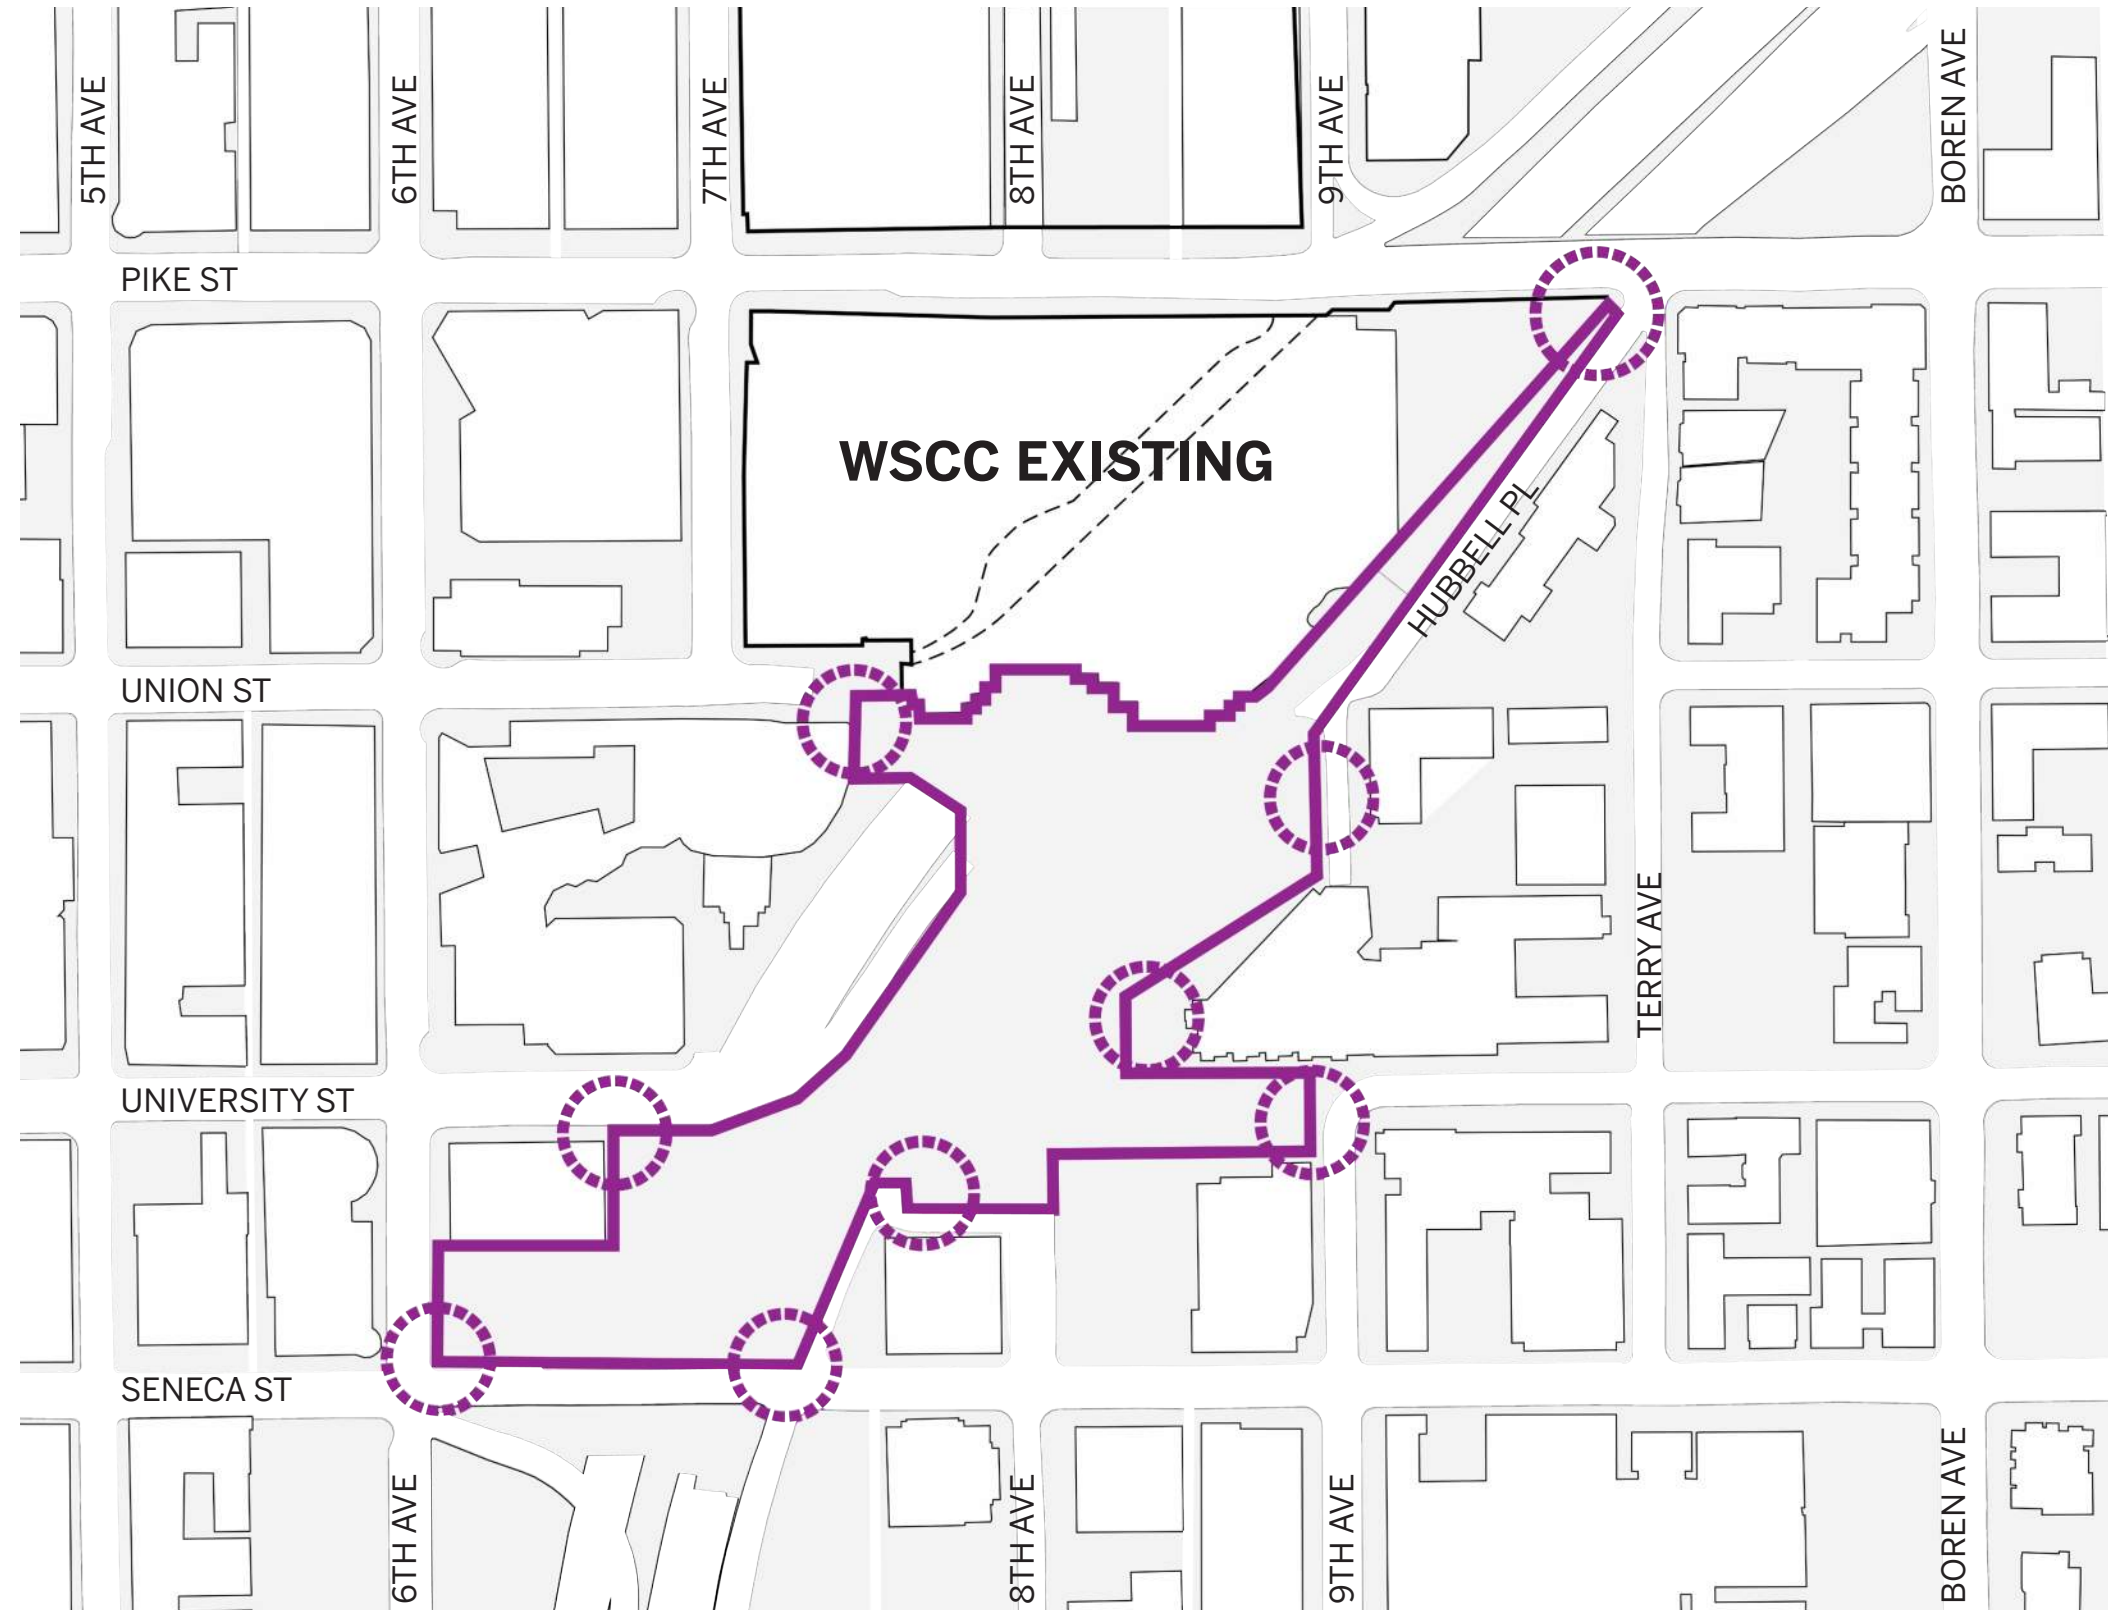 5TH AVE
6TH AVE
7TH AVE
8TH AVE
9TH AVE
BOREN AVE
PIKE ST
WSCC EXISTING
HUBBELL PL
UNION ST
TERRY AVE
UNIVERSITY ST
SENECA ST
6TH AVE
8TH AVE
9TH AVE
BOREN AVE